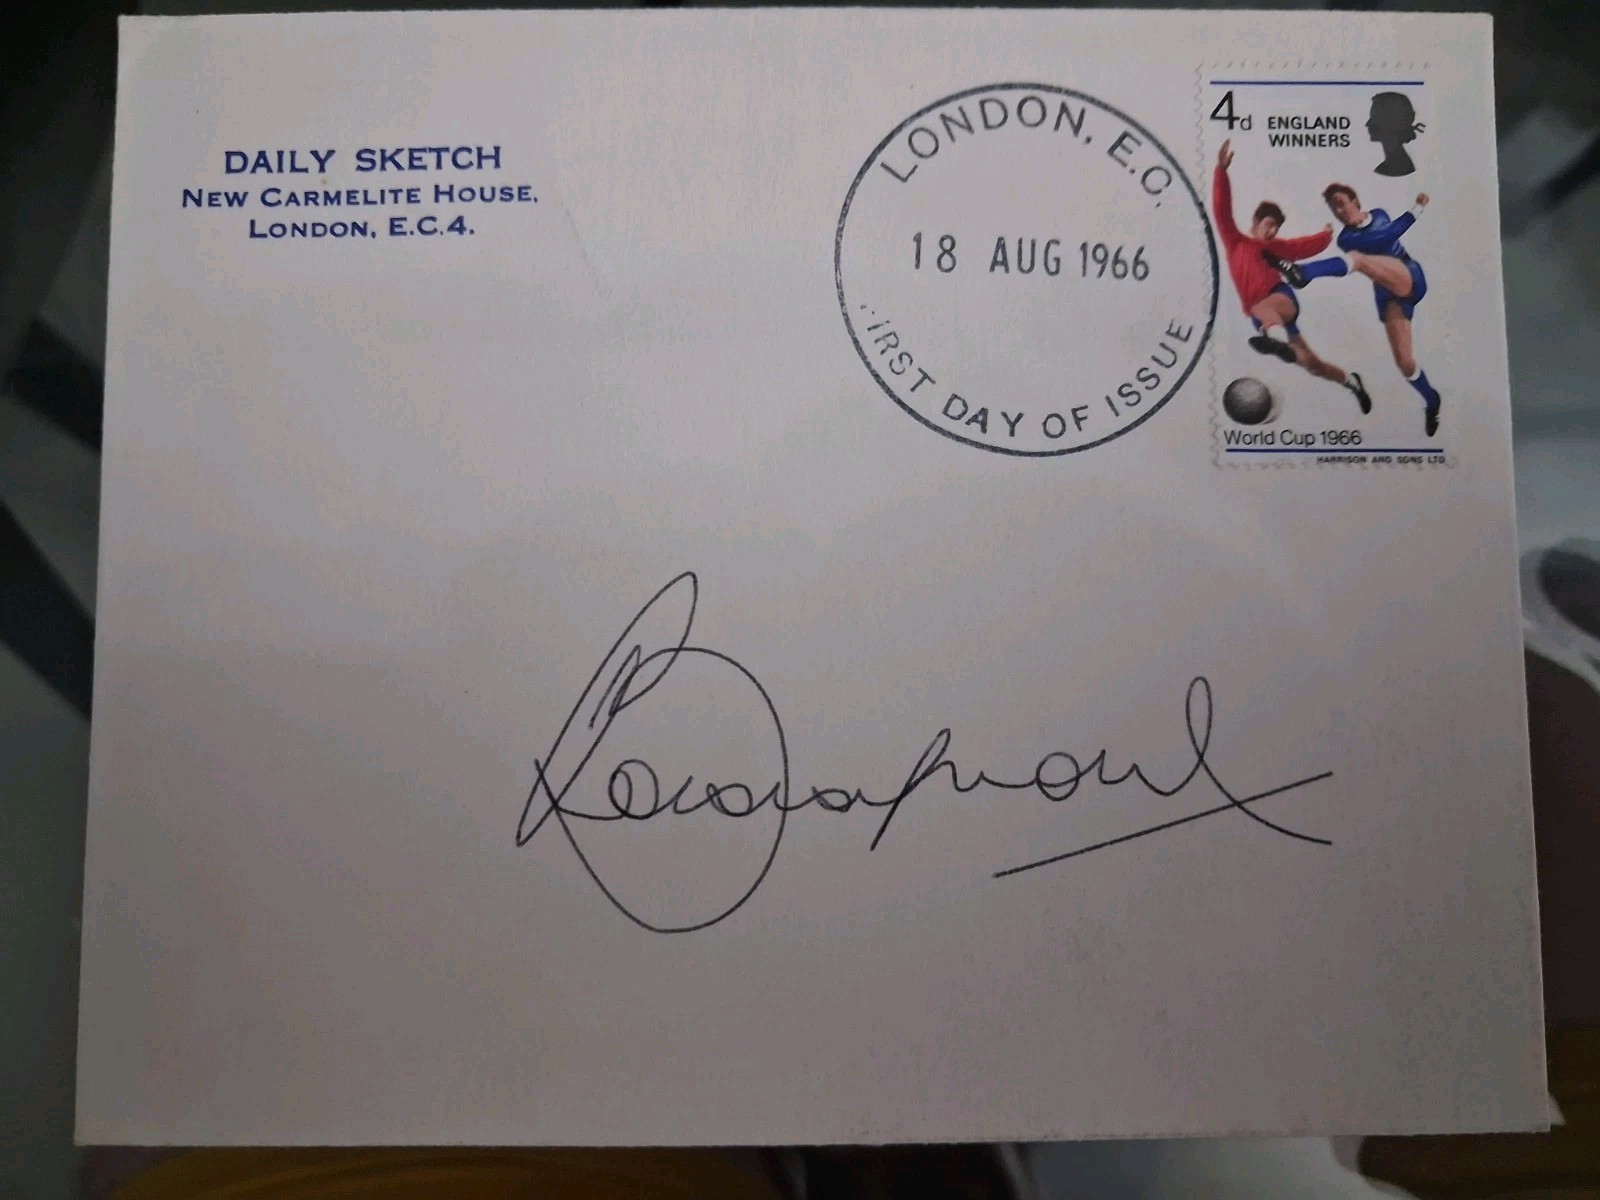 DAILY SKETCH
NEW CARMELITE HOUSE,
LONDON, E.C.4.
LONDON, E.C.
18 AUG 1966
FIRST DAY OF ISSUE
4d ENGLAND
WINNERS
World Cup 1966
HARRISON AND SONS LTD